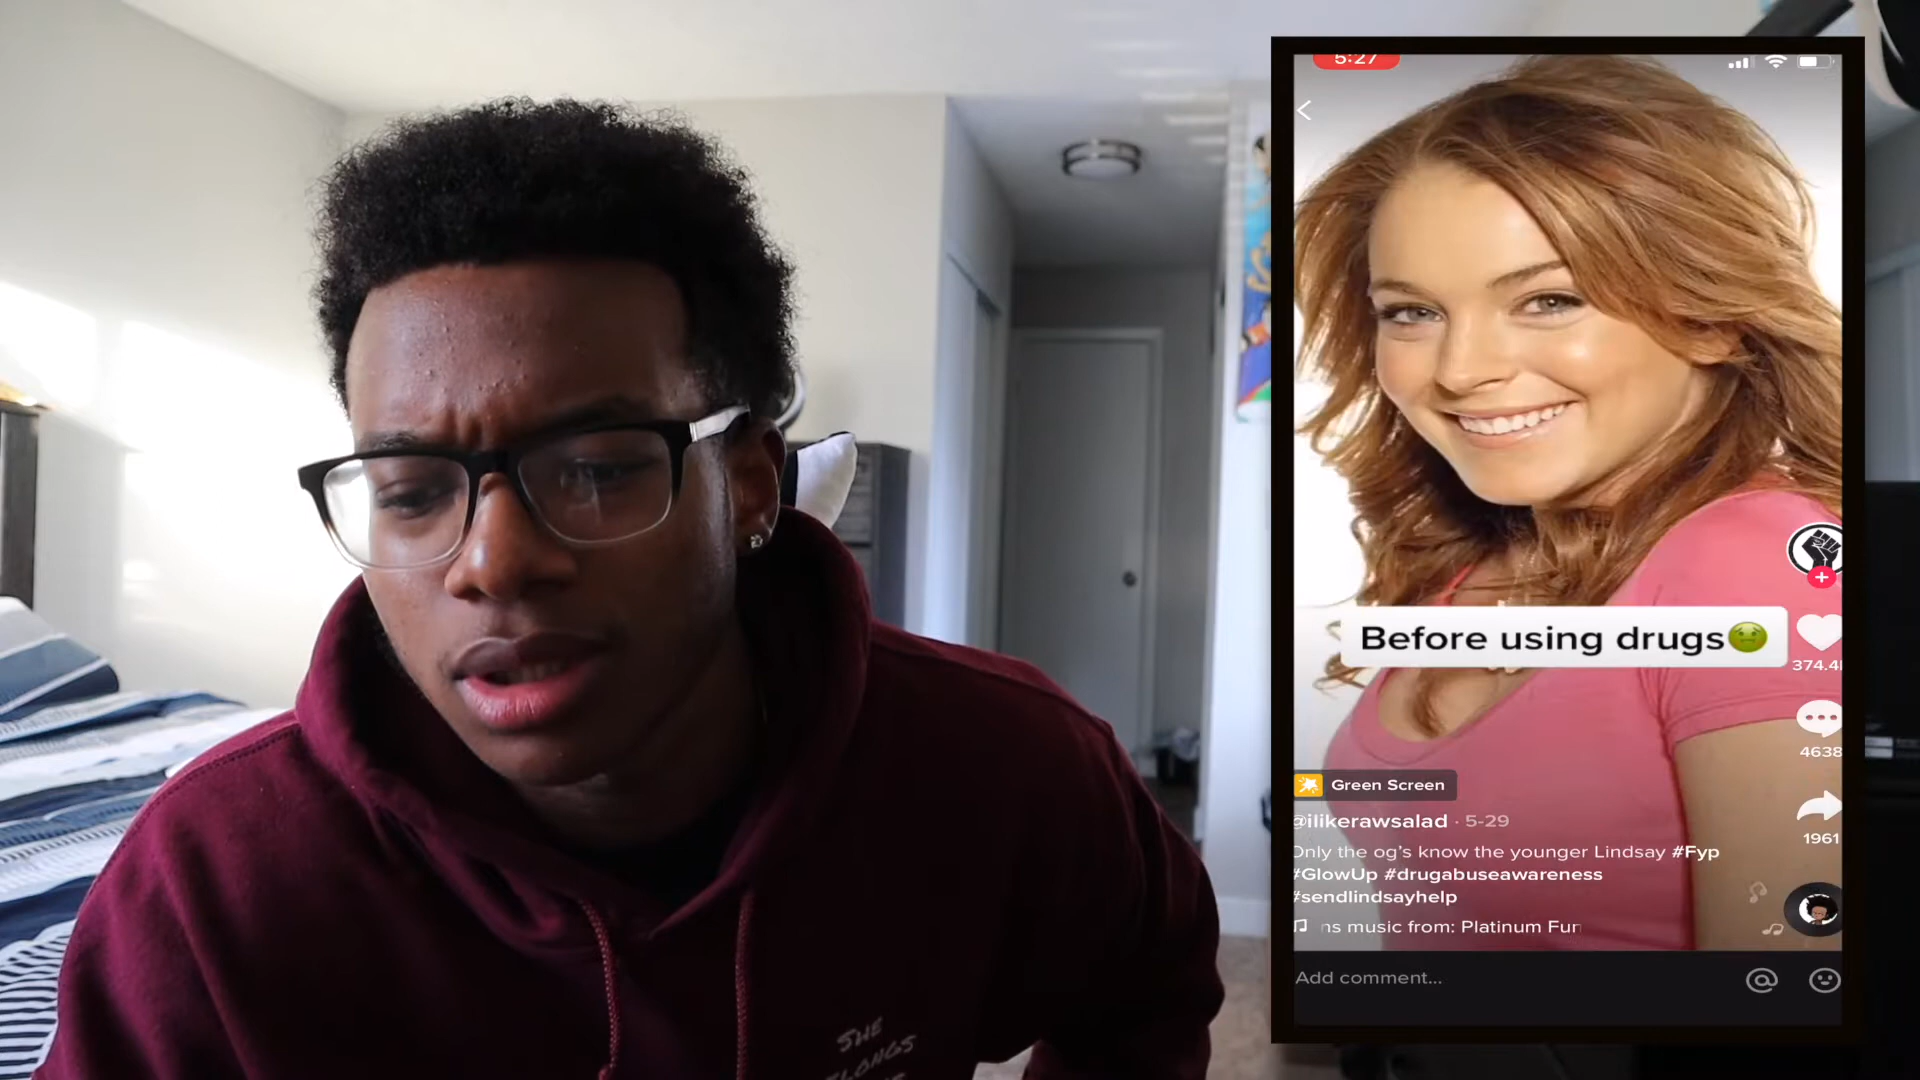 5:27
Before using drugs🤢
374.4
4638
1961
Green Screen
@ilikerawsalad · 5-29
Only the og's know the younger Lindsay #Fyp
#GlowUp #drugabuseawareness
#sendlindsayhelp
ns music from: Platinum Fur
Add comment...
SHE